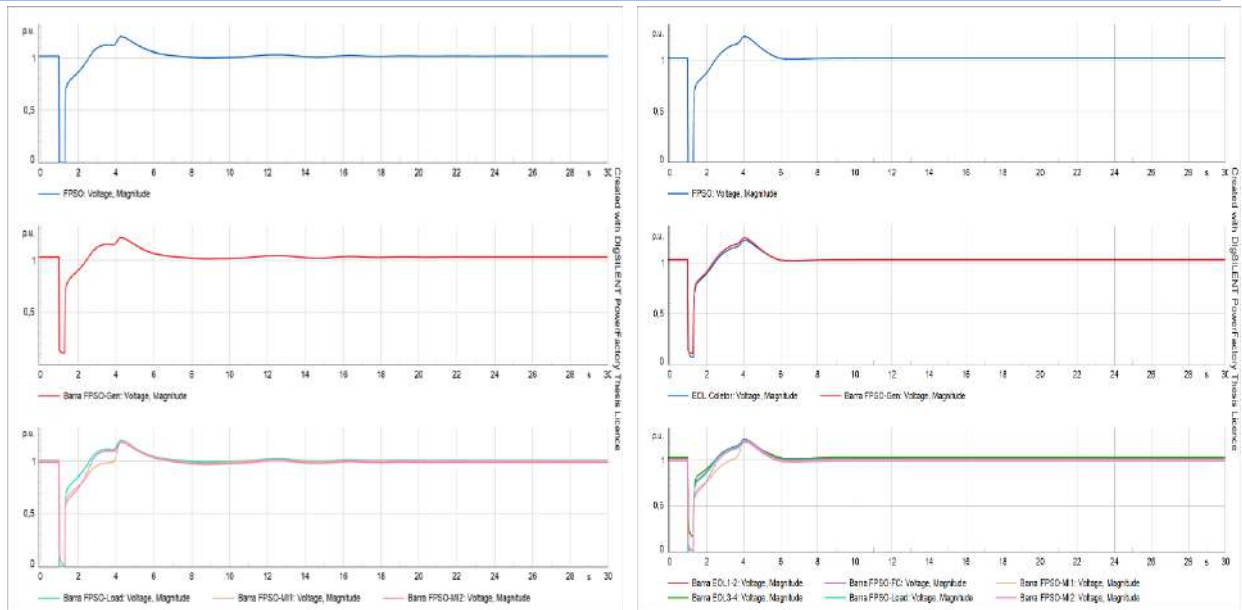 p.u.
1
0,5
0
0 2 4 6 8 10 12 14 16 18 20 22 24 26 28 s 30
FPSO: Voltage, Magnitude
p.u.
1
0,5
0 2 4 6 8 10 12 14 16 18 20 22 24 26 28 s 30
Barra FPSO-Gen: Voltage, Magnitude
p.u.
1
0,5
0
0 2 4 6 8 10 12 14 16 18 20 22 24 26 28 s 30
Barra FPSO-Load: Voltage, Magnitude Barra FPSO-MI1: Voltage, Magnitude Barra FPSO-MI2: Voltage, Magnitude
Created with DIgSILENT PowerFactory Thesis Licence
p.u.
1
0,5
0
0 2 4 6 8 10 12 14 16 18 20 22 24 26 28 s 30
FPSO: Voltage, Magnitude
p.u.
1
0,5
0
0 2 4 6 8 10 12 14 16 18 20 22 24 26 28 s 30
EOL Coletor: Voltage, Magnitude Barra FPSO-Gen: Voltage, Magnitude
p.u.
1
0,5
0
0 2 4 6 8 10 12 14 16 18 20 22 24 26 28 s 30
Barra EOL1-2: Voltage, Magnitude Barra FPSO-FC: Voltage, Magnitude Barra FPSO-MI1: Voltage, Magnitude
Barra EOL3-4: Voltage, Magnitude Barra FPSO-Load: Voltage, Magnitude Barra FPSO-MI2: Voltage, Magnitude
Created with DIgSILENT PowerFactory Thesis Licence